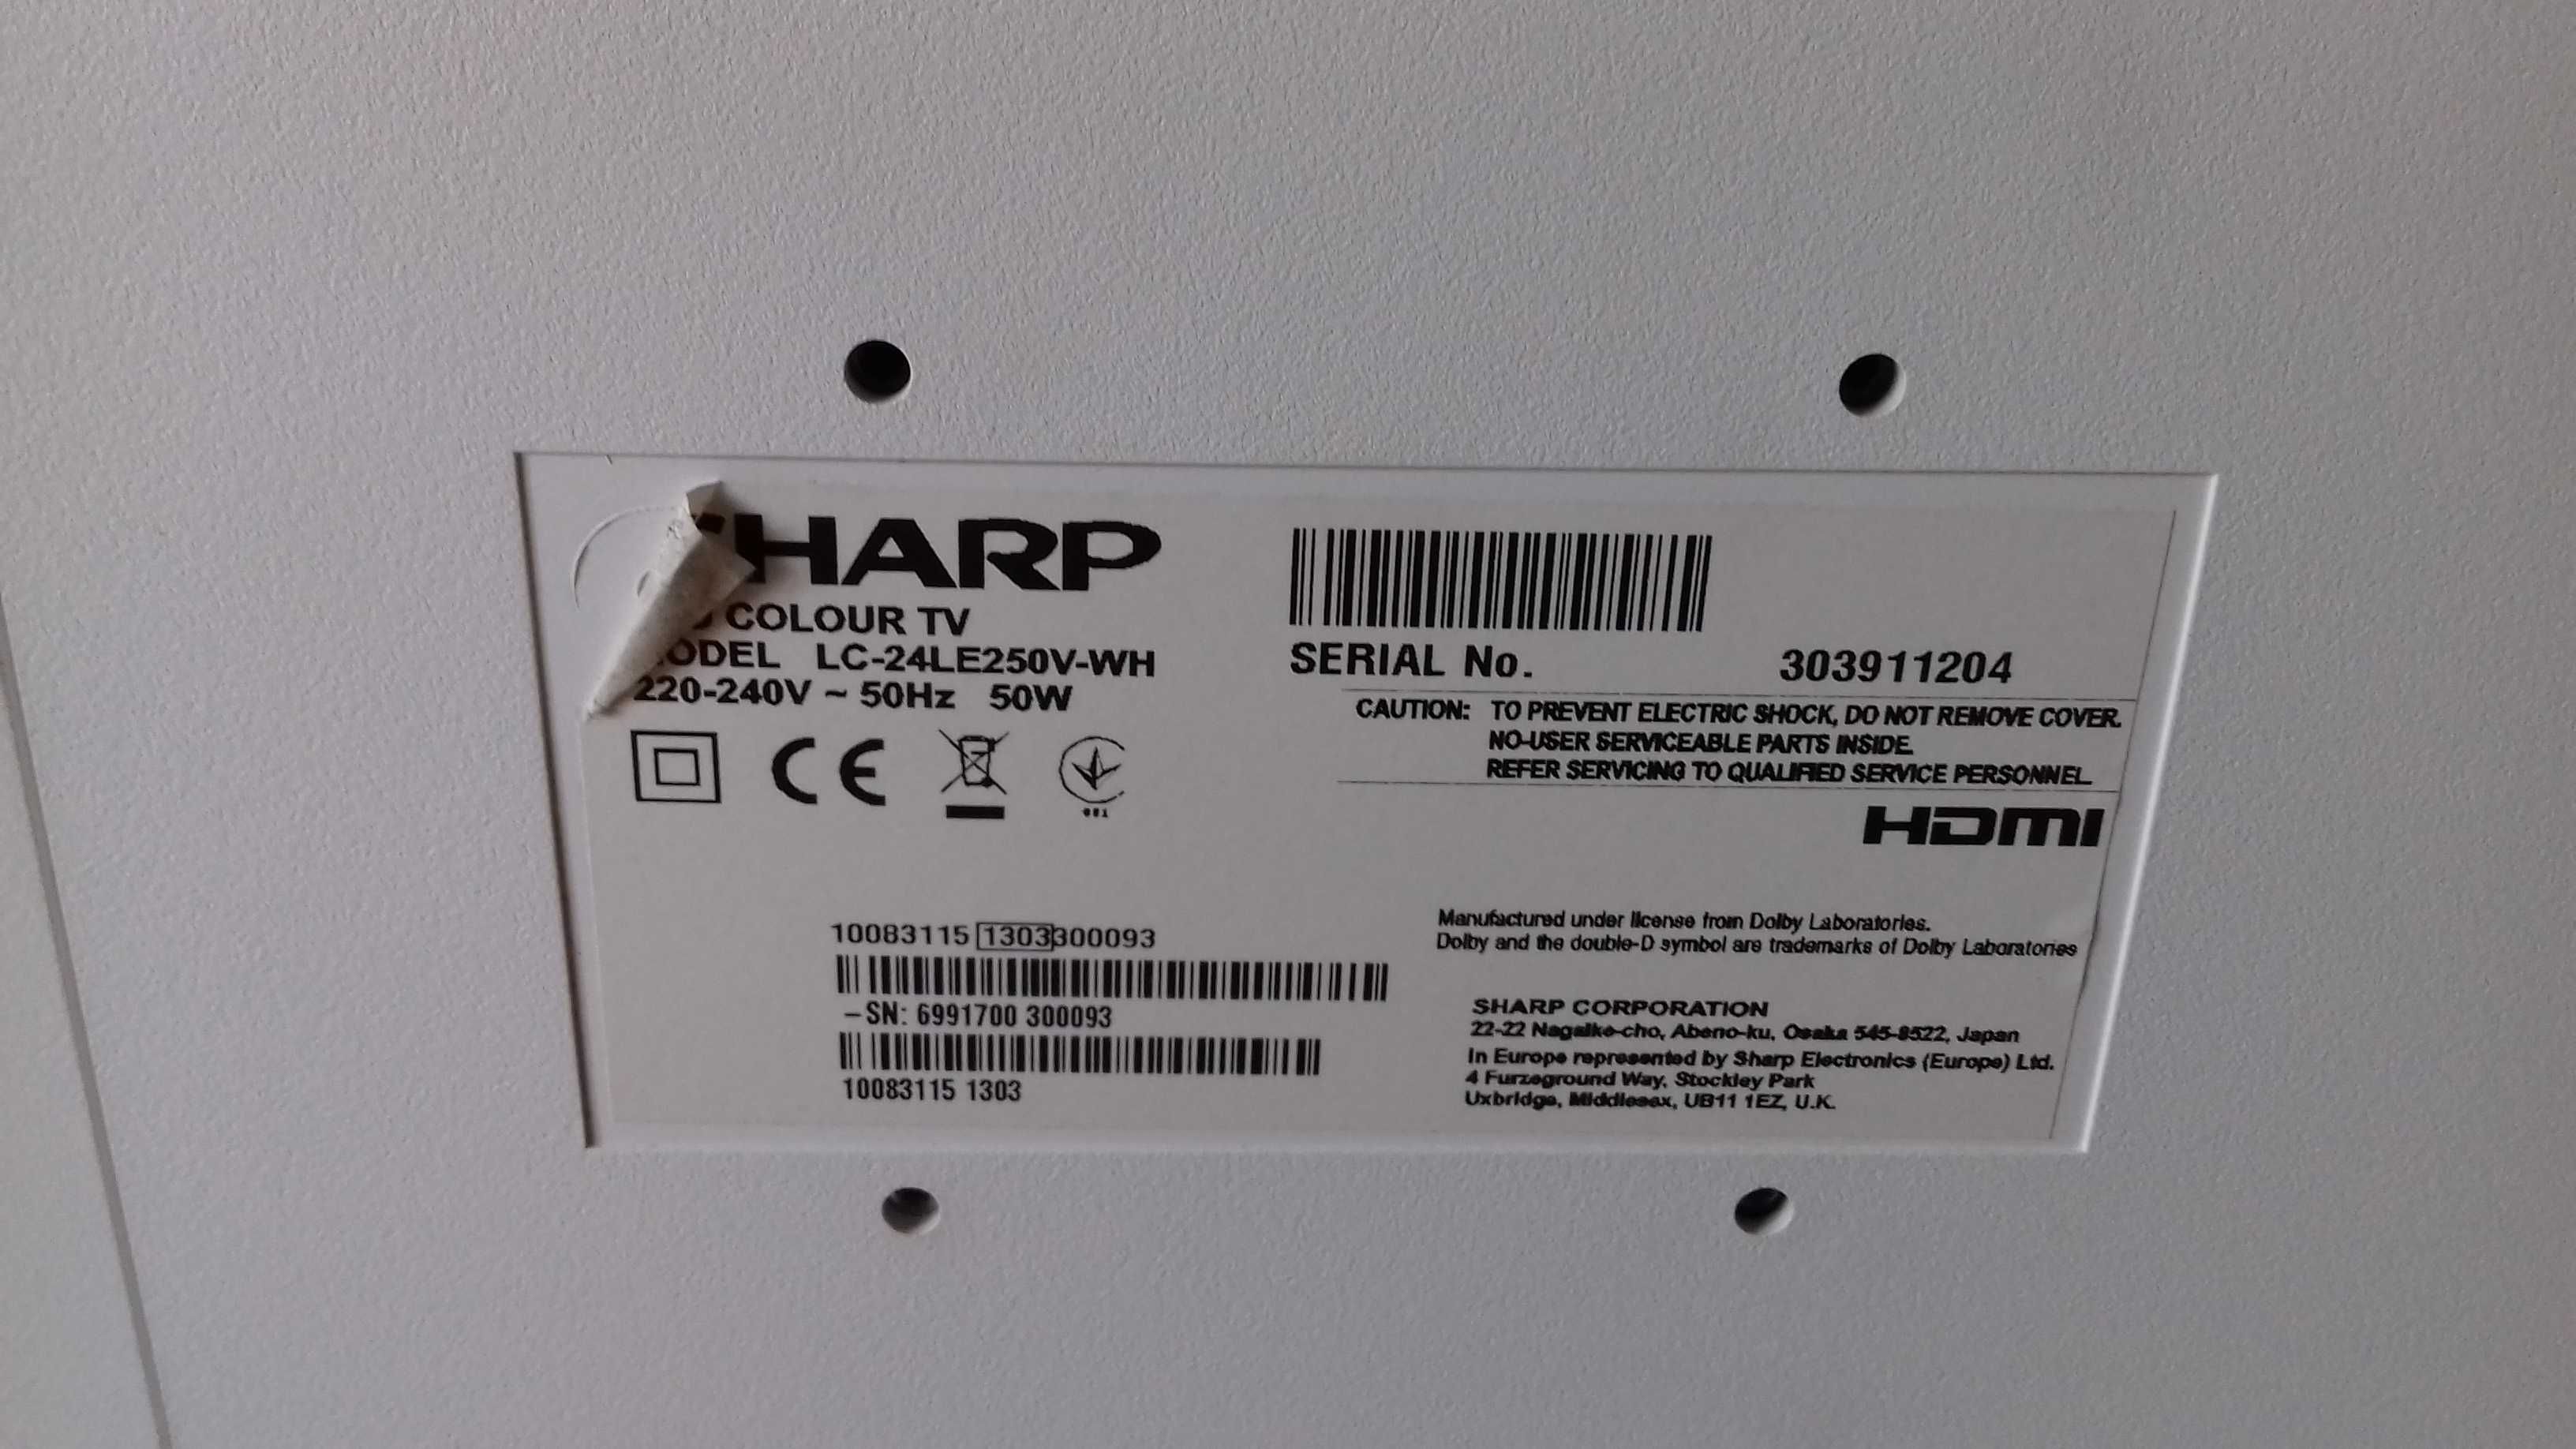 HARP
COLOUR TV
ODEL LC-24LE250V-WH
220-240V ~ 50Hz 50W
CE
SERIAL No. 303911204
CAUTION: TO PREVENT ELECTRIC SHOCK, DO NOT REMOVE COVER.
NO-USER SERVICEABLE PARTS INSIDE.
REFER SERVICING TO QUALIFIED SERVICE PERSONNEL
HDMI
10083115 1303300093
-SN: 6991700 300093
10083115 1303
Manufactured under license from Dolby Laboratories.
Dolby and the double-D symbol are trademarks of Dolby Laboratories
SHARP CORPORATION
22-22 Nagaike-cho, Abeno-ku, Osaka 545-8522, Japan
In Europe represented by Sharp Electronics (Europe) Ltd.
4 Furzeground Way, Stockley Park
Uxbridge, Middlesex, UB11 1EZ, U.K.